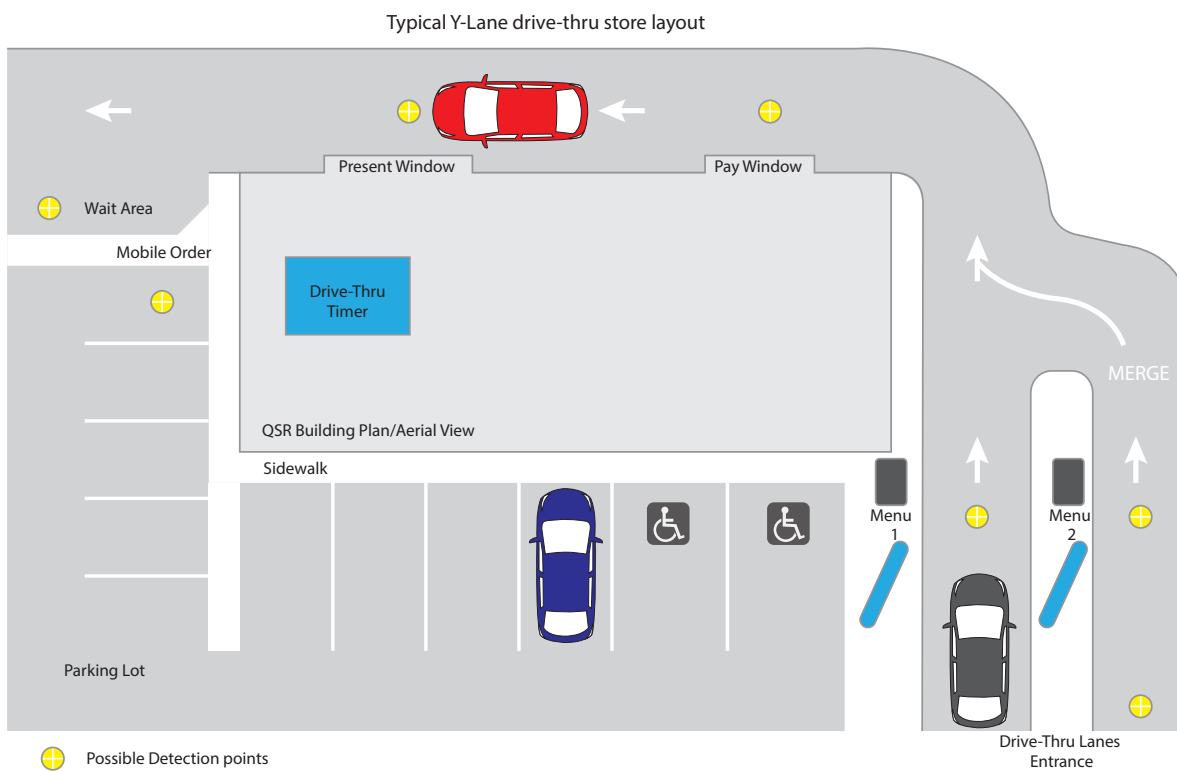 Typical Y-Lane drive-thru store layout
Present Window
Pay Window
Wait Area
Mobile Order
Drive-Thru
Timer
MERGE
QSR Building Plan/Aerial View
Sidewalk
Menu
1
Menu
2
Parking Lot
Drive-Thru Lanes
Entrance
Possible Detection points